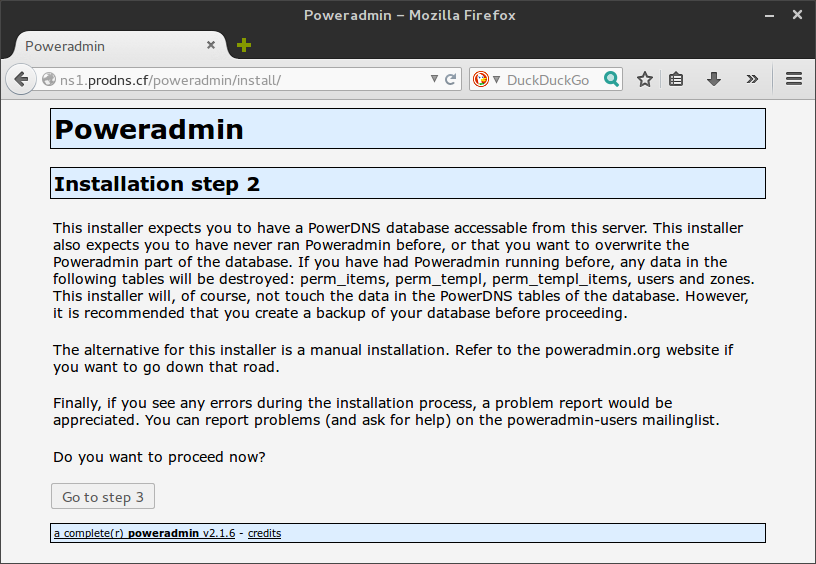 Poweradmin – Mozilla Firefox
Poweradmin
ns1.prodns.cf/poweradmin/install/
DuckDuckGo
Poweradmin
Installation step 2
This installer expects you to have a PowerDNS database accessable from this server. This installer
also expects you to have never ran Poweradmin before, or that you want to overwrite the
Poweradmin part of the database. If you have had Poweradmin running before, any data in the
following tables will be destroyed: perm_items, perm_templ, perm_templ_items, users and zones.
This installer will, of course, not touch the data in the PowerDNS tables of the database. However,
it is recommended that you create a backup of your database before proceeding.
The alternative for this installer is a manual installation. Refer to the poweradmin.org website if
you want to go down that road.
Finally, if you see any errors during the installation process, a problem report would be
appreciated. You can report problems (and ask for help) on the poweradmin-users mailinglist.
Do you want to proceed now?
Go to step 3
a complete(r) poweradmin v2.1.6 - credits